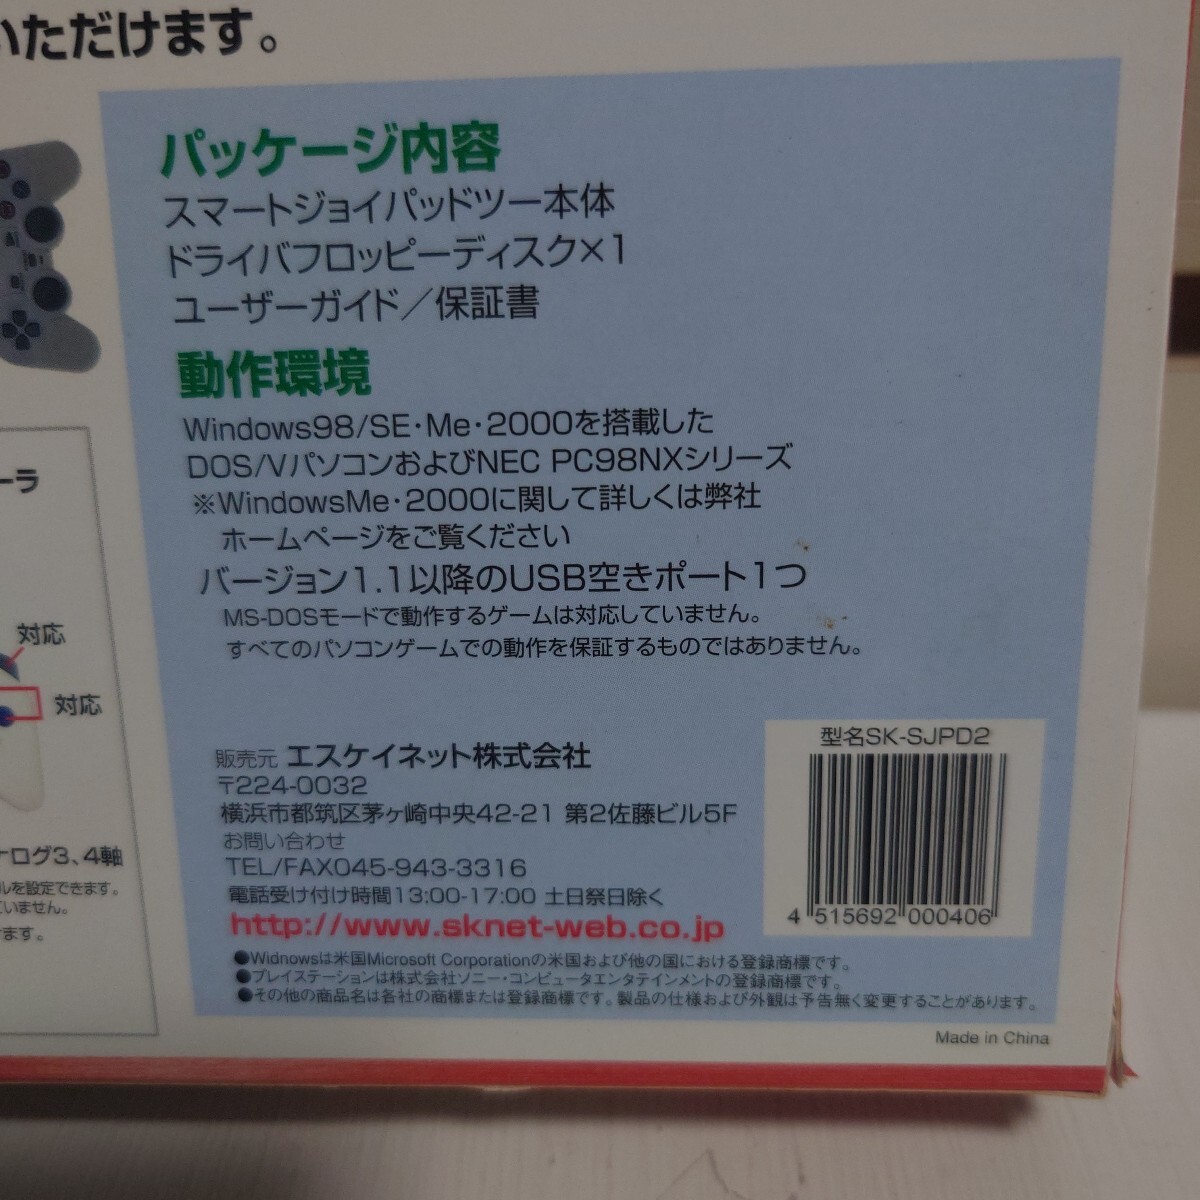 いただけます。
パッケージ内容
スマートジョイパッドツー本体
ドライバフロッピーディスク×1
ユーザーガイド／保証書
動作環境
Windows98/SE・Me・2000を搭載した
DOS/VパソコンおよびNEC PC98NXシリーズ
※WindowsMe・2000に関して詳しくは弊社
ホームページをご覧ください
バージョン1.1以降のUSB空きポート1つ
MS-DOSモードで動作するゲームは対応していません。
すべてのパソコンゲームでの動作を保証するものではありません。
ーラ
対応
対応
ナログ3、4軸
ルを設定できます。
ていません。
けます。
販売元 エスケイネット株式会社
〒224-0032
横浜市都筑区茅ヶ崎中央42-21 第2佐藤ビル5F
お問い合わせ
TEL/FAX045-943-3316
電話受け付け時間13:00-17:00 土日祭日除く
http://www.sknet-web.co.jp
型名SK-SJPD2
4 515692 000406
●Widnowsは米国Microsoft Corporationの米国および他の国における登録商標です。
●プレイステーションは株式会社ソニー・コンピュータエンタテインメントの登録商標です。
●その他の商品名は各社の商標または登録商標です。製品の仕様および外観は予告無く変更することがあります。
Made in China